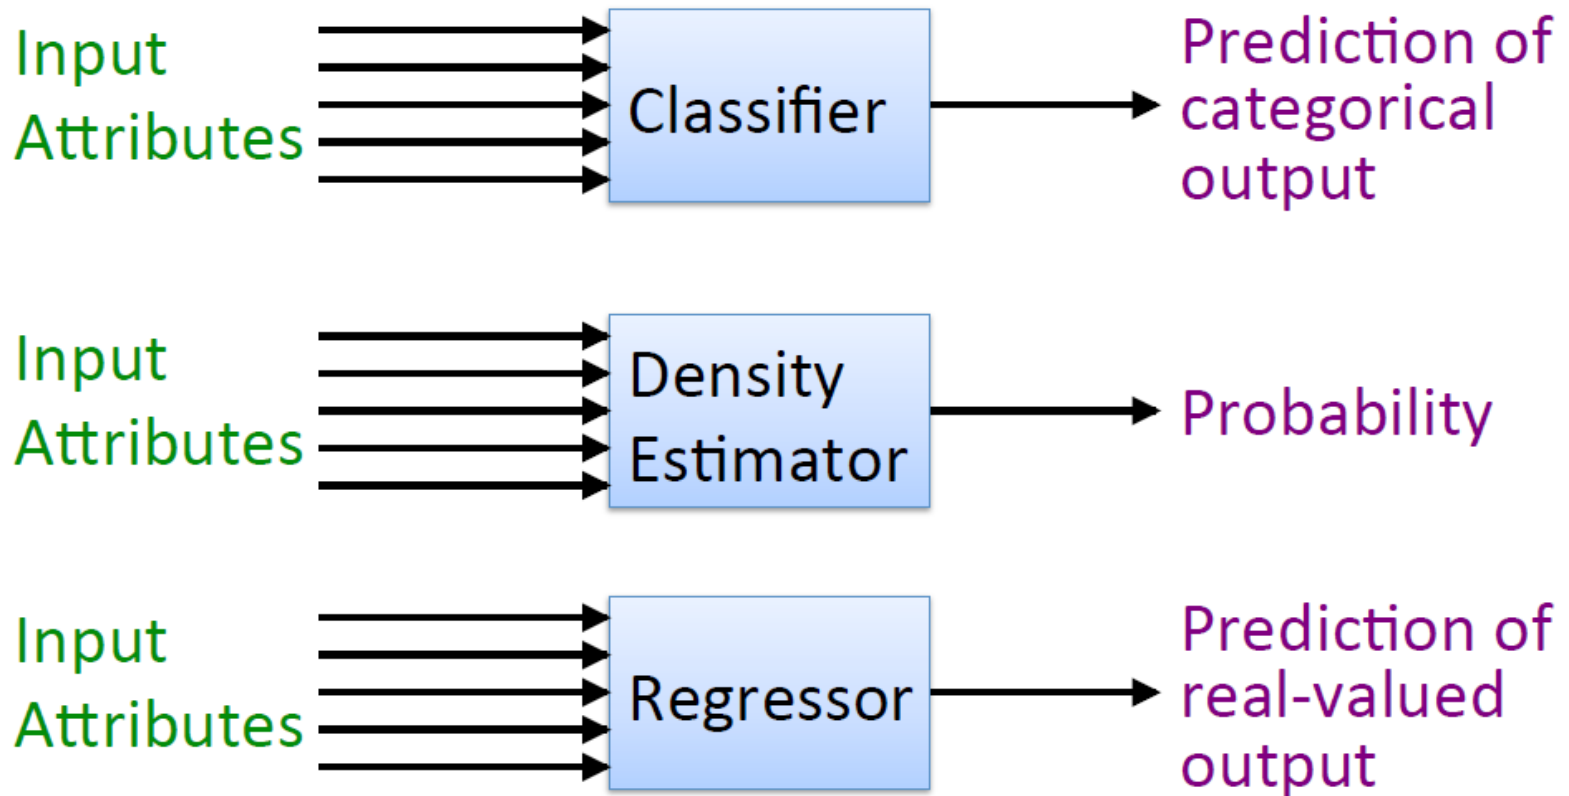 Input
Attributes
Classifier
Prediction of
categorical
output
Input
Attributes
Density
Estimator
Probability
Input
Attributes
Regressor
Prediction of
real-valued
output